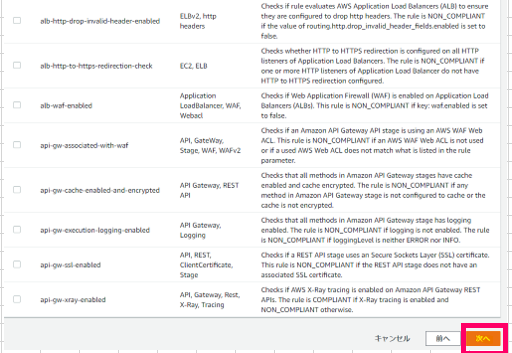 Checks if rule evaluates AWS Application Load Balancers (ALB) to ensure
alb-http-drop-invalid-header-enabled ELBv2, http headers they are configured to drop http headers. The rule is NON_COMPLIANT
if the value of routing.http.drop_invalid_header_fields.enabled is set to
false.
Checks whether HTTP to HTTPS redirection is configured on all HTTP
alb-http-to-https-redirection-check EC2, ELB listeners of Application Load Balancers. The rule is NON_COMPLIANT if
one or more HTTP listeners of Application Load Balancer do not have
HTTP to HTTPS redirection configured.
alb-waf-enabled Application LoadBalancer, WAF, Webacl Checks if Web Application Firewall (WAF) is enabled on Application Load
Balancers (ALBs). This rule is NON_COMPLIANT if key: waf.enabled is set
to false.
Checks if an Amazon API Gateway API stage is using an AWS WAF Web
api-gw-associated-with-waf API, GateWay, Stage, WAF, WAFv2 ACL. This rule is NON_COMPLIANT if an AWS WAF Web ACL is not used
or if a used AWS Web ACL does not match what is listed in the rule
parameter.
Checks that all methods in Amazon API Gateway stages have cache
api-gw-cache-enabled-and-encrypted API Gateway, REST API enabled and cache encrypted. The rule is NON_COMPLIANT if any
method in Amazon API Gateway stage is not configured to cache or the
cache is not encrypted.
api-gw-execution-logging-enabled API Gateway, Logging Checks that all methods in Amazon API Gateway stage has logging
enabled. The rule is NON_COMPLIANT if logging is not enabled. The rule
is NON_COMPLIANT if loggingLevel is neither ERROR nor INFO.
api-gw-ssl-enabled API, REST, ClientCertificate, Stage Checks if a REST API stage uses an Secure Sockets Layer (SSL) certificate.
This rule is NON_COMPLIANT if the REST API stage does not have an
associated SSL certificate.
api-gw-xray-enabled API, Gateway, Rest, X-Ray, Tracing Checks if AWS X-Ray tracing is enabled on Amazon API Gateway REST
APIs. The rule is COMPLIANT if X-Ray tracing is enabled and
NON_COMPLIANT otherwise.
キャンセル 前へ 次へ